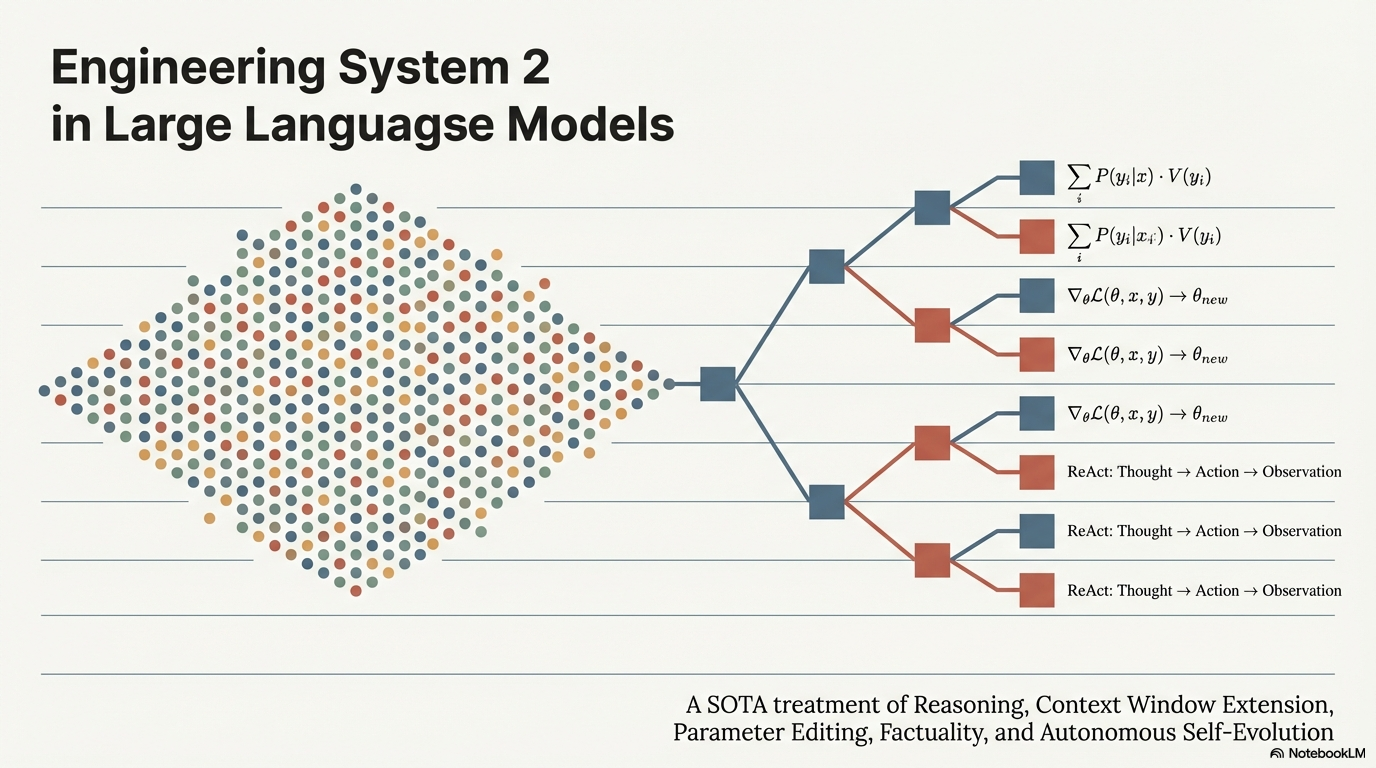 Engineering System 2
in Large Languagse Models
∑ᵢ P(yᵢ|x) · V(yᵢ)
∑ᵢ P(yᵢ|x) · V(yᵢ)
∇θℒ(θ, x, y) → θnew
∇θℒ(θ, x, y) → θnew
∇θℒ(θ, x, y) → θnew
ReAct: Thought → Action → Observation
ReAct: Thought → Action → Observation
ReAct: Thought → Action → Observation
A SOTA treatment of Reasoning, Context Window Extension,
Parameter Editing, Factuality, and Autonomous Self-Evolution
NotebookLM